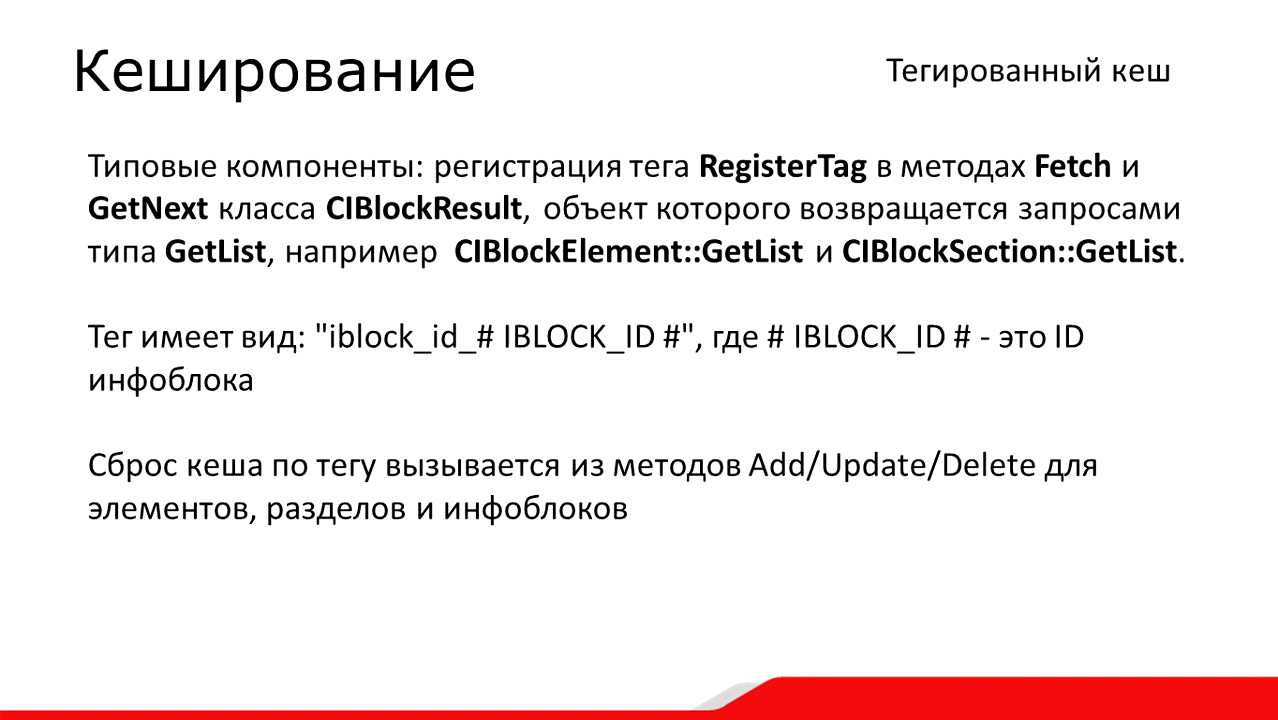 Кеширование
Тегированный кеш
Типовые компоненты: регистрация тега RegisterTag в методах Fetch и
GetNext класса CIBlockResult, объект которого возвращается запросами
типа GetList, например CIBlockElement::GetList и CIBlockSection::GetList.
Тег имеет вид: "iblock_id_# IBLOCK_ID #", где # IBLOCK_ID # - это ID
инфоблока
Сброс кеша по тегу вызывается из методов Add/Update/Delete для
элементов, разделов и инфоблоков